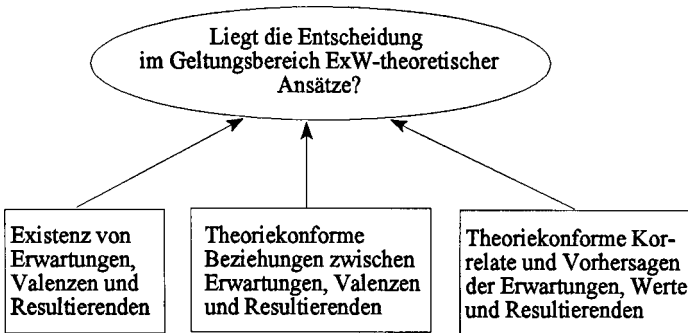 Liegt die Entscheidung
im Geltungsbereich ExW-theoretischer
Ansätze?
Existenz von
Erwartungen,
Valenzen und
Resultierenden
Theoriekonforme
Beziehungen zwischen
Erwartungen, Valenzen
und Resultierenden
Theoriekonforme Kor-
relate und Vorhersagen
der Erwartungen, Werte
und Resultierenden